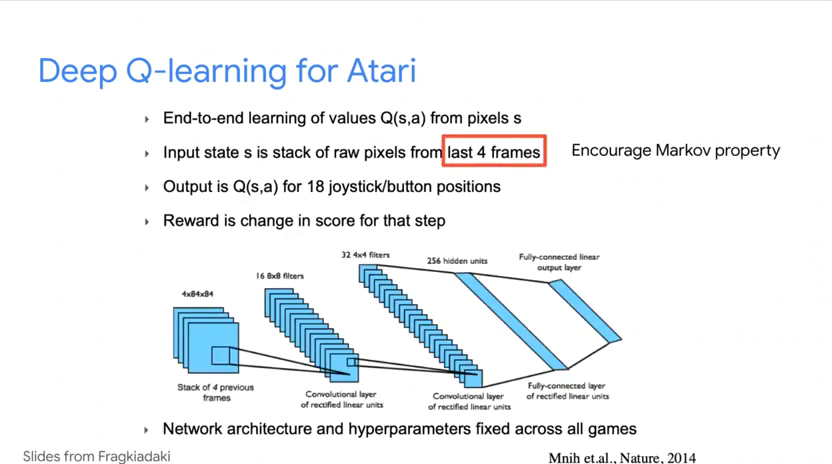 Deep Q-learning for Atari
End-to-end learning of values Q(s,a) from pixels s
Input state s is stack of raw pixels from last 4 frames
Encourage Markov property
Output is Q(s,a) for 18 joystick/button positions
Reward is change in score for that step
4x84x84
16 8x8 filters
32 4x4 filters
256 hidden units
Fully-connected linear
output layer
Stack of 4 previous
frames
Convolutional layer
of rectified linear units
Convolutional layer
of rectified linear units
Fully-connected layer
of rectified linear units
Network architecture and hyperparameters fixed across all games
Slides from Fragkiadaki
Mnih et.al., Nature, 2014